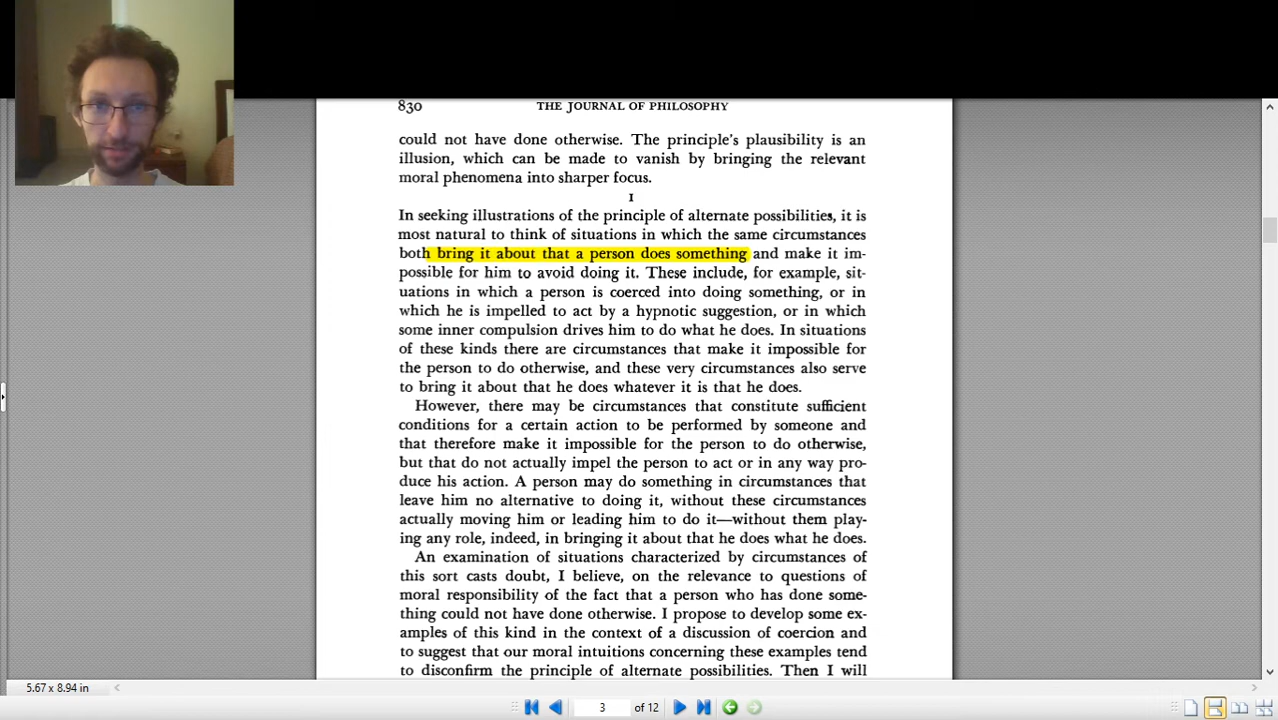 830 THE JOURNAL OF PHILOSOPHY
could not have done otherwise. The principle's plausibility is an
illusion, which can be made to vanish by bringing the relevant
moral phenomena into sharper focus.
I
In seeking illustrations of the principle of alternate possibilities, it is
most natural to think of situations in which the same circumstances
both bring it about that a person does something and make it im-
possible for him to avoid doing it. These include, for example, sit-
uations in which a person is coerced into doing something, or in
which he is impelled to act by a hypnotic suggestion, or in which
some inner compulsion drives him to do what he does. In situations
of these kinds there are circumstances that make it impossible for
the person to do otherwise, and these very circumstances also serve
to bring it about that he does whatever it is that he does.
However, there may be circumstances that constitute sufficient
conditions for a certain action to be performed by someone and
that therefore make it impossible for the person to do otherwise,
but that do not actually impel the person to act or in any way pro-
duce his action. A person may do something in circumstances that
leave him no alternative to doing it, without these circumstances
actually moving him or leading him to do it—without them play-
ing any role, indeed, in bringing it about that he does what he does.
An examination of situations characterized by circumstances of
this sort casts doubt, I believe, on the relevance to questions of
moral responsibility of the fact that a person who has done some-
thing could not have done otherwise. I propose to develop some ex-
amples of this kind in the context of a discussion of coercion and
to suggest that our moral intuitions concerning these examples tend
to disconfirm the principle of alternate possibilities. Then I will
5.67 x 8.94 in
3 of 12